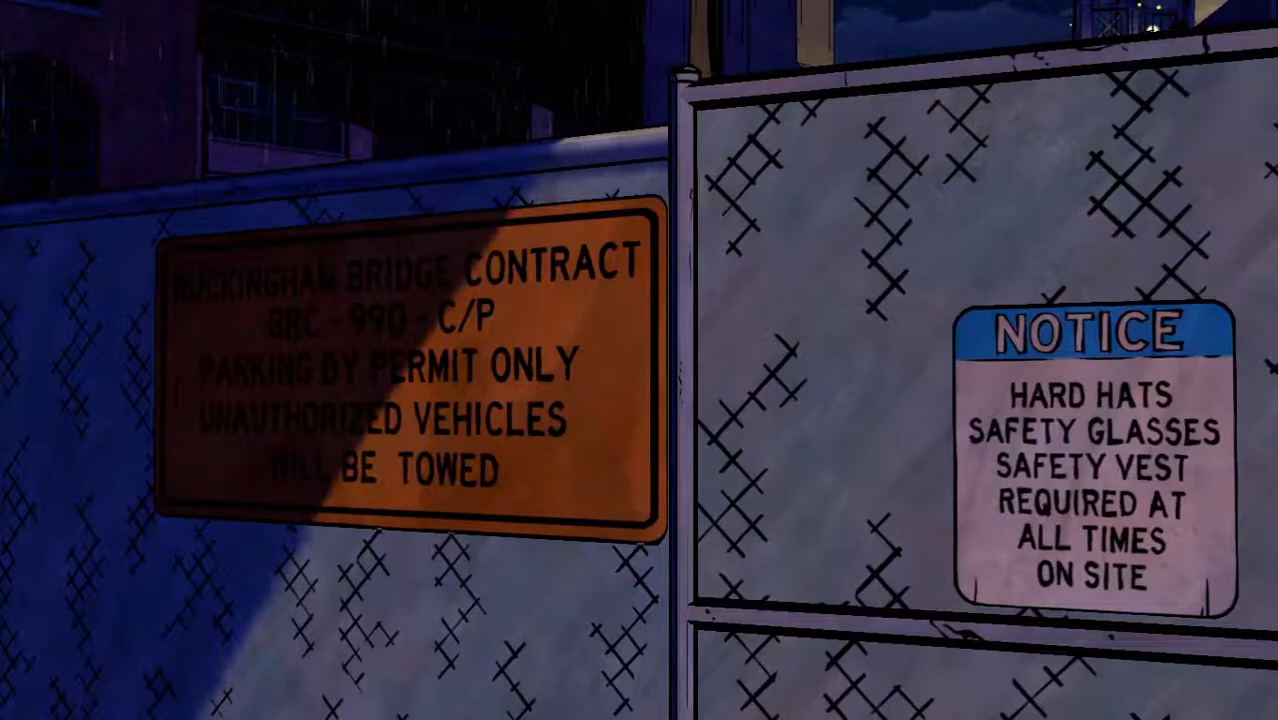 BUCKINGHAM BRIDGE CONTRACT
BRC - 990 - C/P
PARKING BY PERMIT ONLY
UNAUTHORIZED VEHICLES
WILL BE TOWED
NOTICE
HARD HATS
SAFETY GLASSES
SAFETY VEST
REQUIRED AT
ALL TIMES
ON SITE